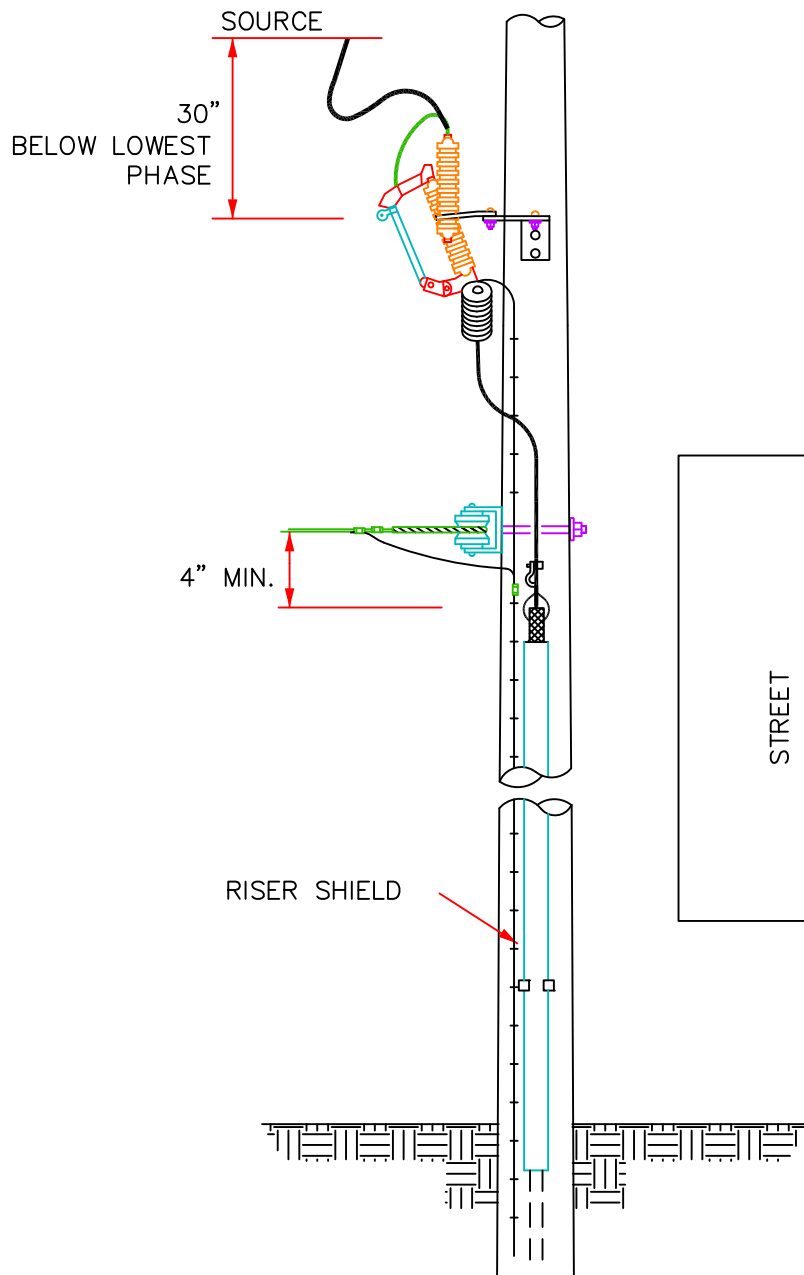 SOURCE
30”
BELOW LOWEST
PHASE
4” MIN.
STREET
RISER SHIELD